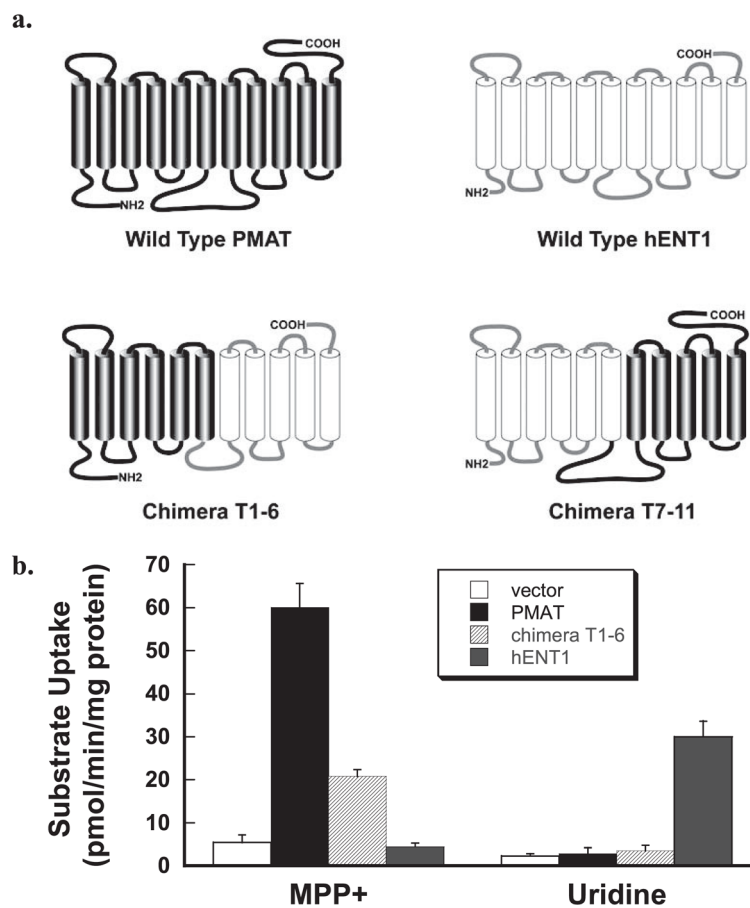 a.
COOH
NH2
Wild Type PMAT
COOH
NH2
Wild Type hENT1
COOH
NH2
Chimera T1-6
COOH
NH2
Chimera T7-11
b.
Substrate Uptake
(pmol/min/mg protein)
70
60
50
40
30
20
10
0
vector
PMAT
chimera T1-6
hENT1
MPP+
Uridine